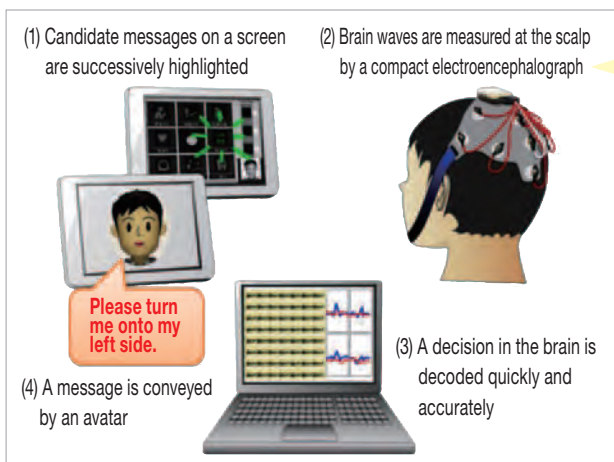 (1) Candidate messages on a screen
are successively highlighted
(2) Brain waves are measured at the scalp
by a compact electroencephalograph
Please turn
me onto my
left side.
(3) A decision in the brain is
decoded quickly and
accurately
(4) A message is conveyed
by an avatar